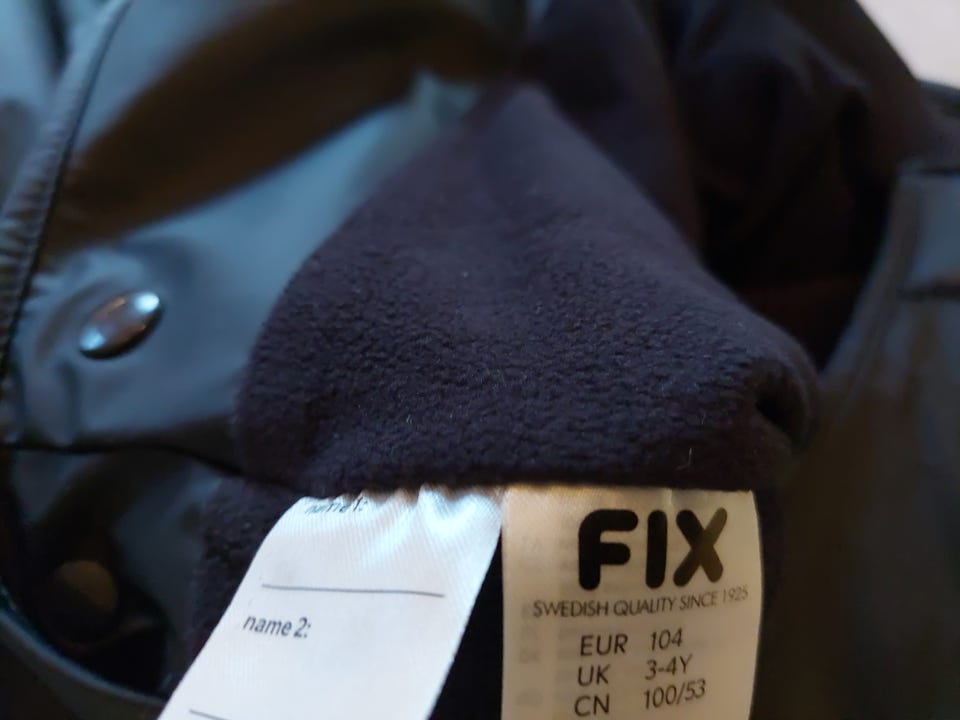 name 1:
name 2:
FIX
SWEDISH QUALITY SINCE 1925
EUR 104
UK 3-4Y
CN 100/53